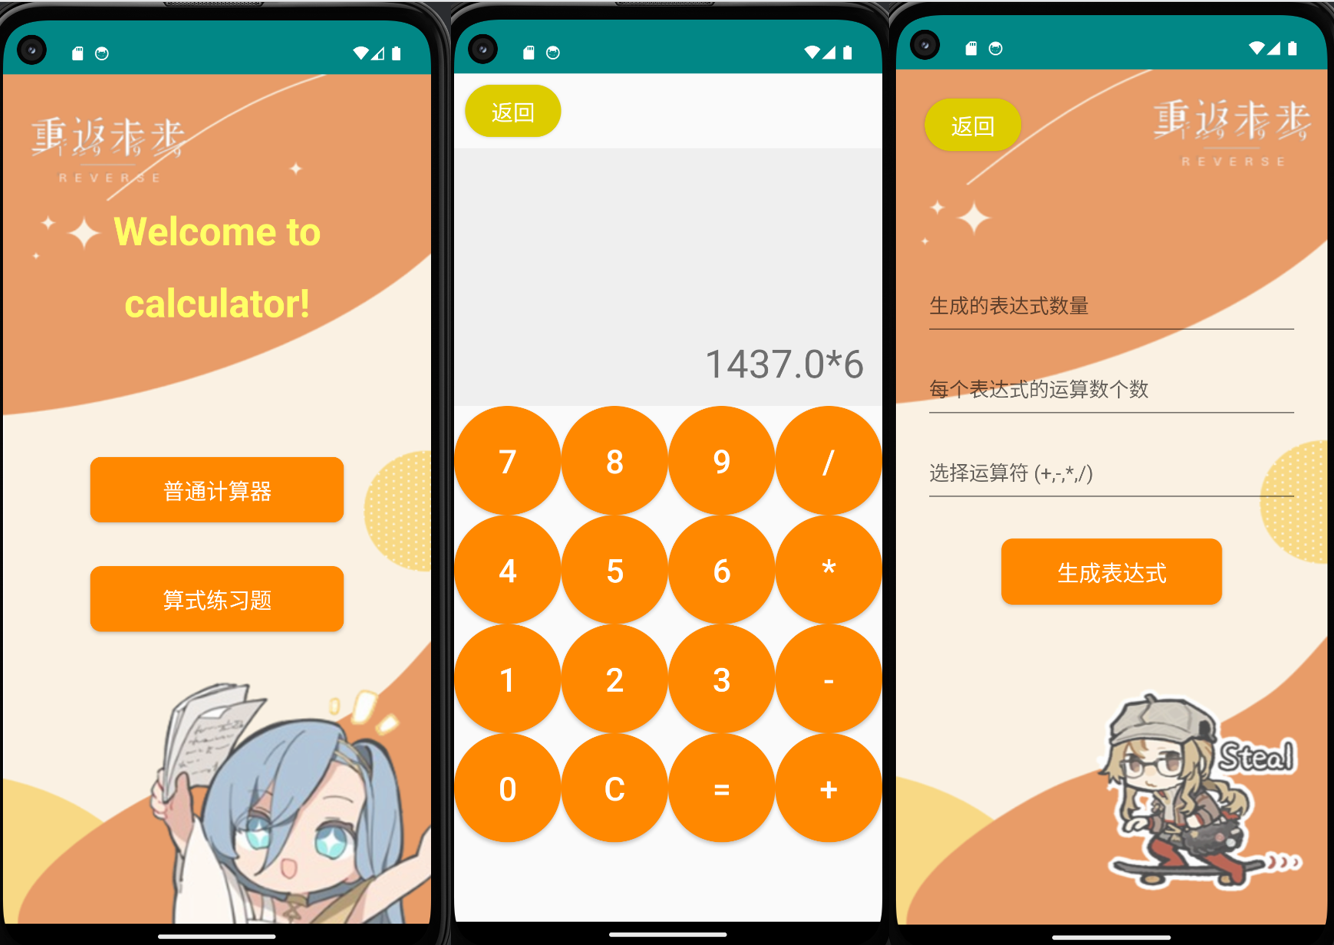 重返未来
REVERSE
Welcome to
calculator!
普通计算器
算式练习题
返回
1437.0*6
7 8 9 /
4 5 6 *
1 2 3 -
0 C = +
返回
重返未来
REVERSE
生成的表达式数量
每个表达式的运算数个数
选择运算符 (+,-,*,/)
生成表达式
Steal